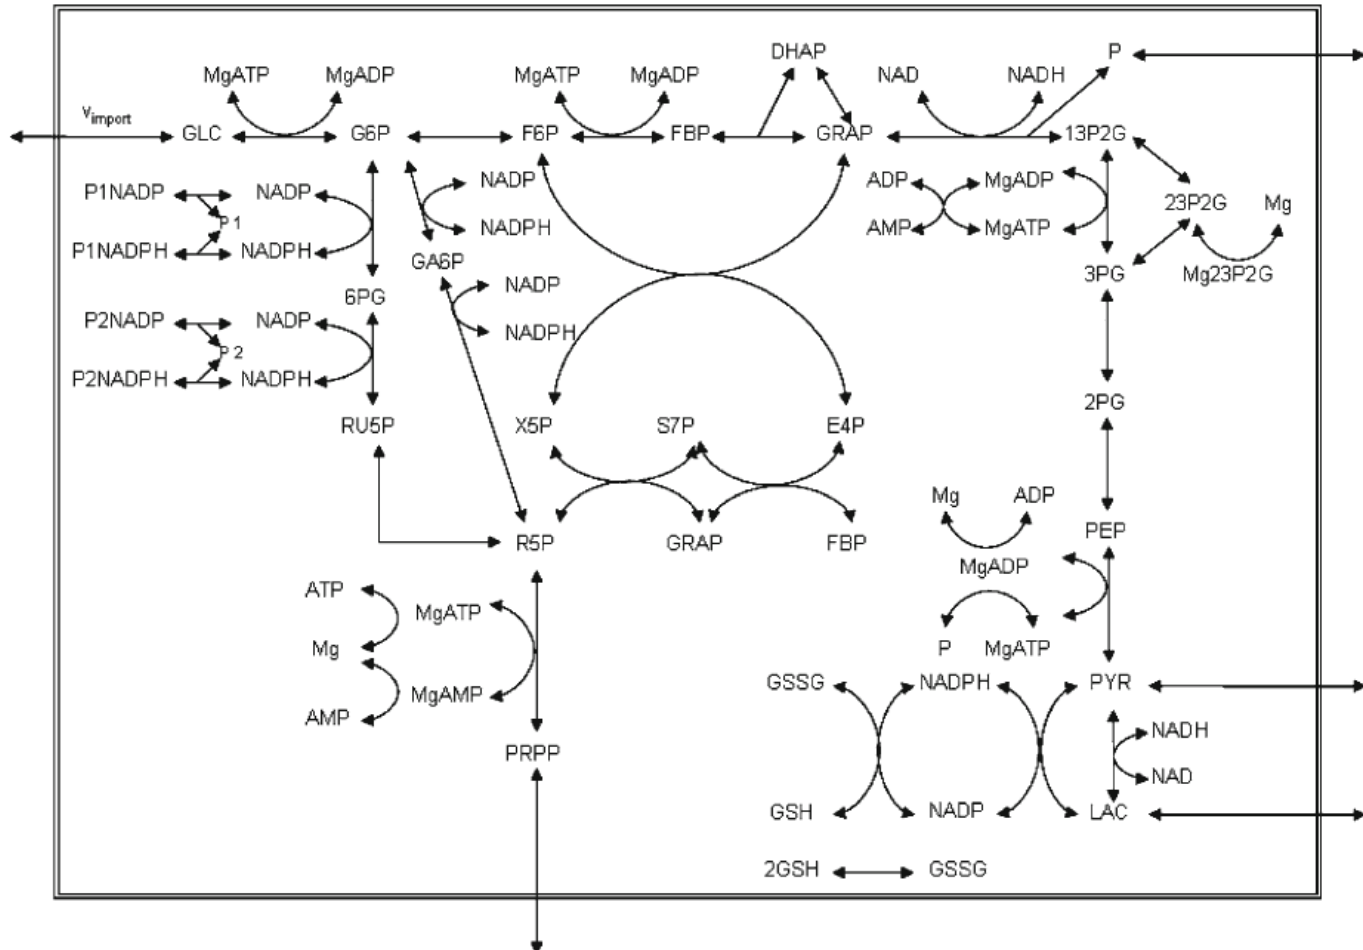 DHAP P
MgATP MgADP MgATP MgADP NAD NADH
vimport
GLC G6P F6P FBP GRAP 13P2G
P1NADP NADP NADP ADP MgADP
P1 23P2G Mg
P1NADPH NADPH NADPH AMP MgATP
GA6P 3PG Mg23P2G
6PG NADP
P2NADP NADP NADPH
P2
P2NADPH NADPH 2PG
RU5P X5P S7P E4P
Mg ADP
R5P GRAP FBP PEP
MgADP
ATP MgATP
Mg P MgATP
MgAMP GSSG NADPH PYR
AMP NADH
PRPP NAD
GSH NADP LAC
2GSH GSSG